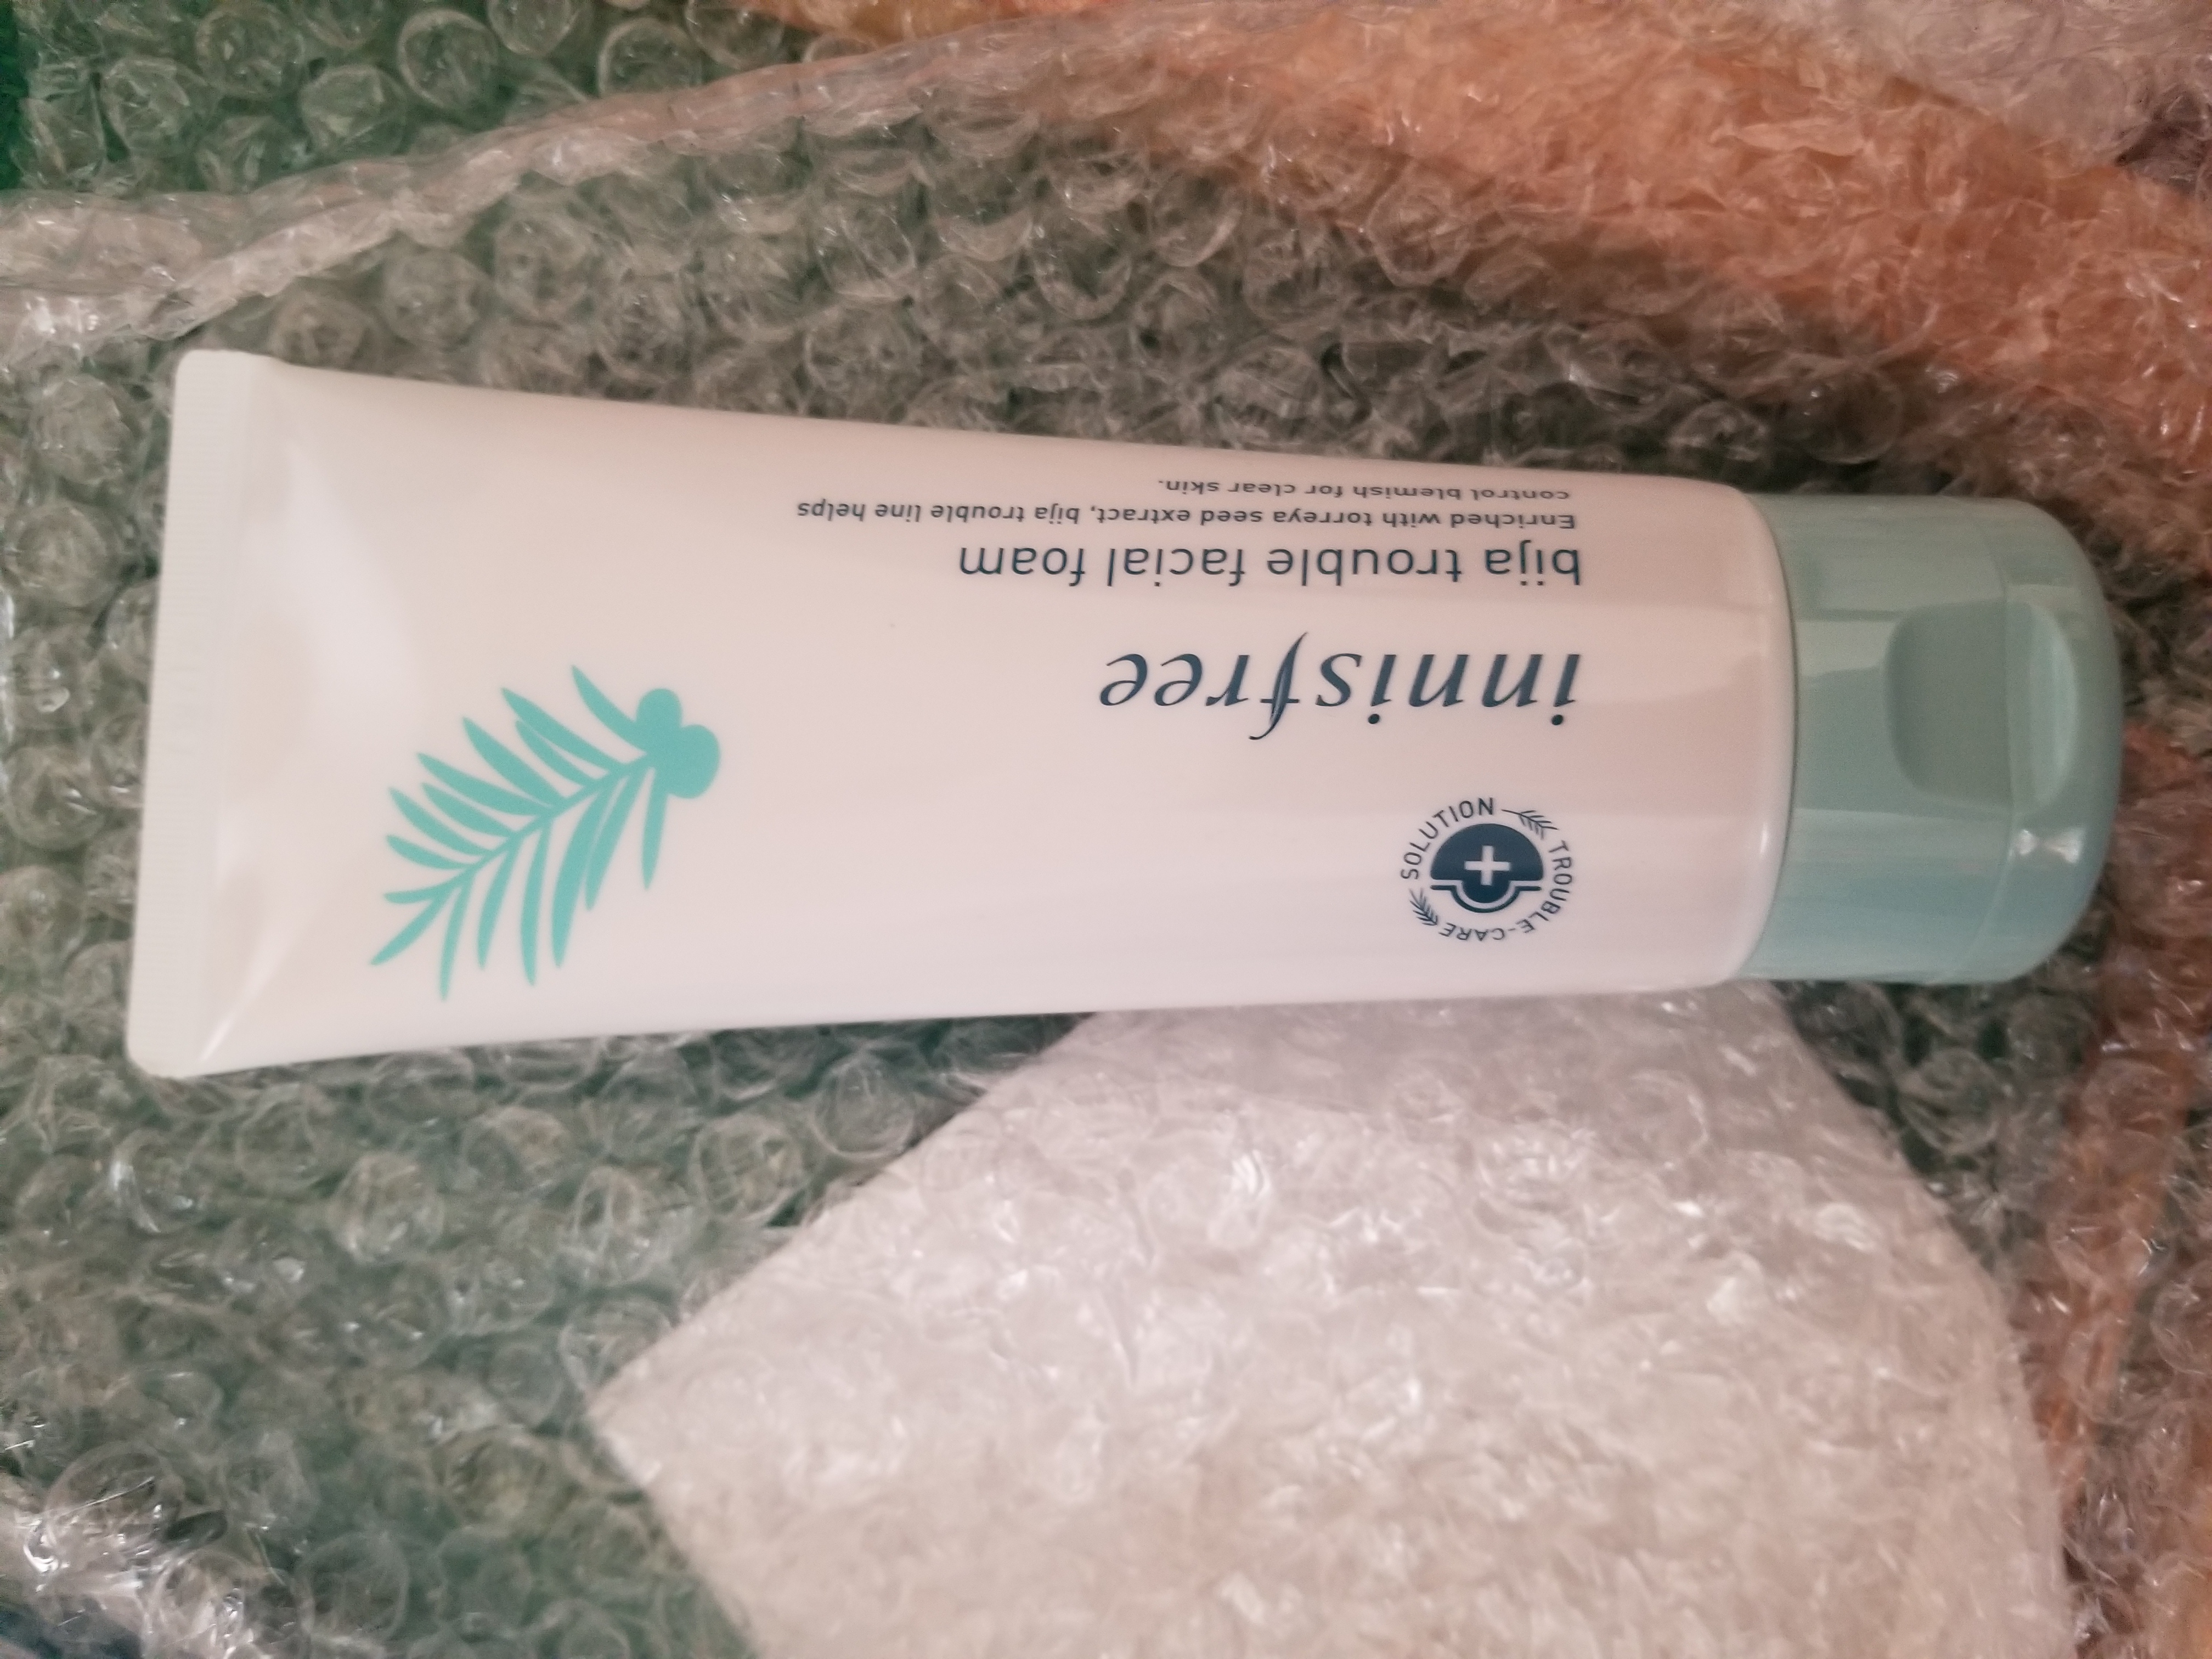 SOLUTION TROUBLE-CARE
innisfree
bija trouble facial foam
Enriched with torreya seed extract, bija trouble line helps
control blemish for clear skin.